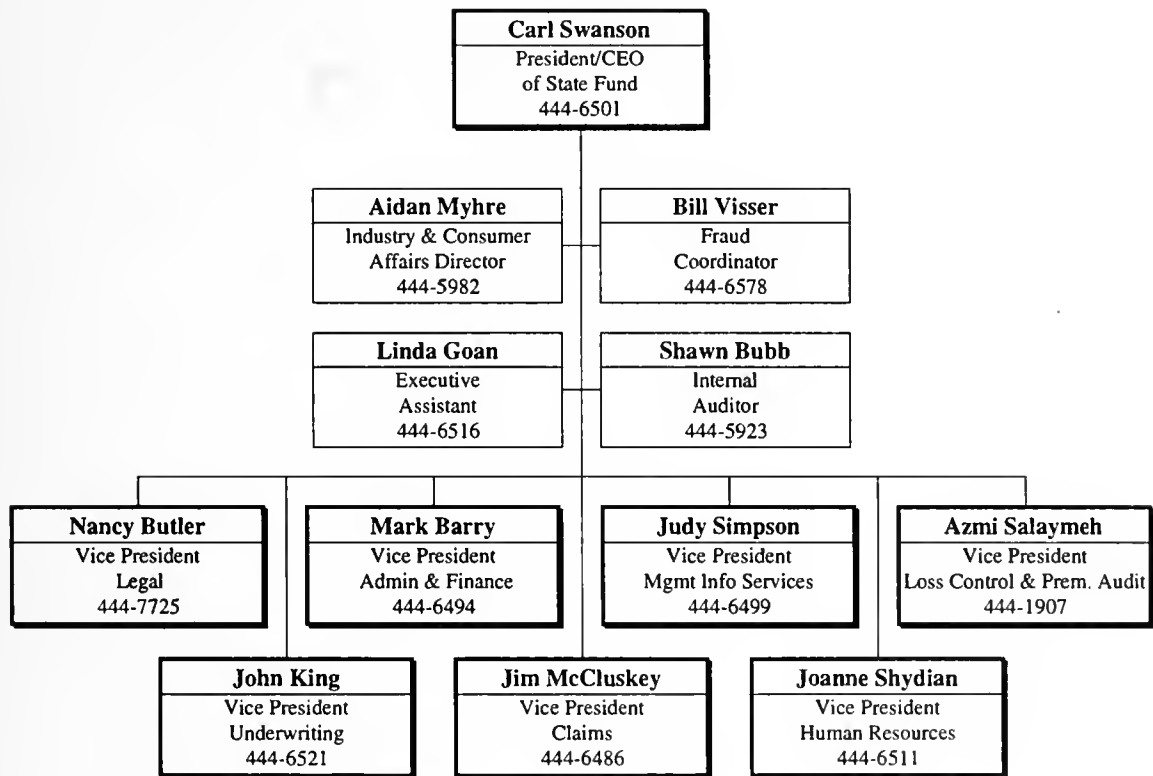 Carl Swanson
President/CEO
of State Fund
444-6501
Aidan Myhre
Industry & Consumer
Affairs Director
444-5982
Bill Visser
Fraud
Coordinator
444-6578
Linda Goan
Executive
Assistant
444-6516
Shawn Bubb
Internal
Auditor
444-5923
Nancy Butler
Vice President
Legal
444-7725
Mark Barry
Vice President
Admin & Finance
444-6494
Judy Simpson
Vice President
Mgmt Info Services
444-6499
Azmi Salaymeh
Vice President
Loss Control & Prem. Audit
444-1907
John King
Vice President
Underwriting
444-6521
Jim McCluskey
Vice President
Claims
444-6486
Joanne Shydian
Vice President
Human Resources
444-6511